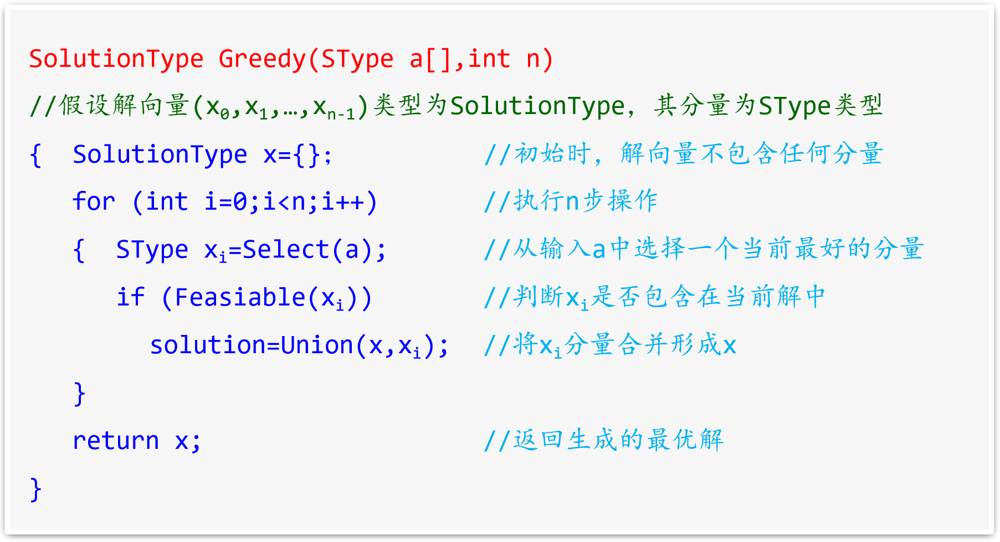 SolutionType Greedy(SType a[],int n)
//假设解向量(x0,x1,…,xn-1)类型为SolutionType，其分量为SType类型
{  SolutionType x={};  //初始时，解向量不包含任何分量
for (int i=0;i<n;i++)  //执行n步操作
{  SType xi=Select(a);  //从输入a中选择一个当前最好的分量
if (Feasiable(xi))  //判断xi是否包含在当前解中
solution=Union(x,xi);  //将xi分量合并形成x
}
return x;  //返回生成的最优解
}